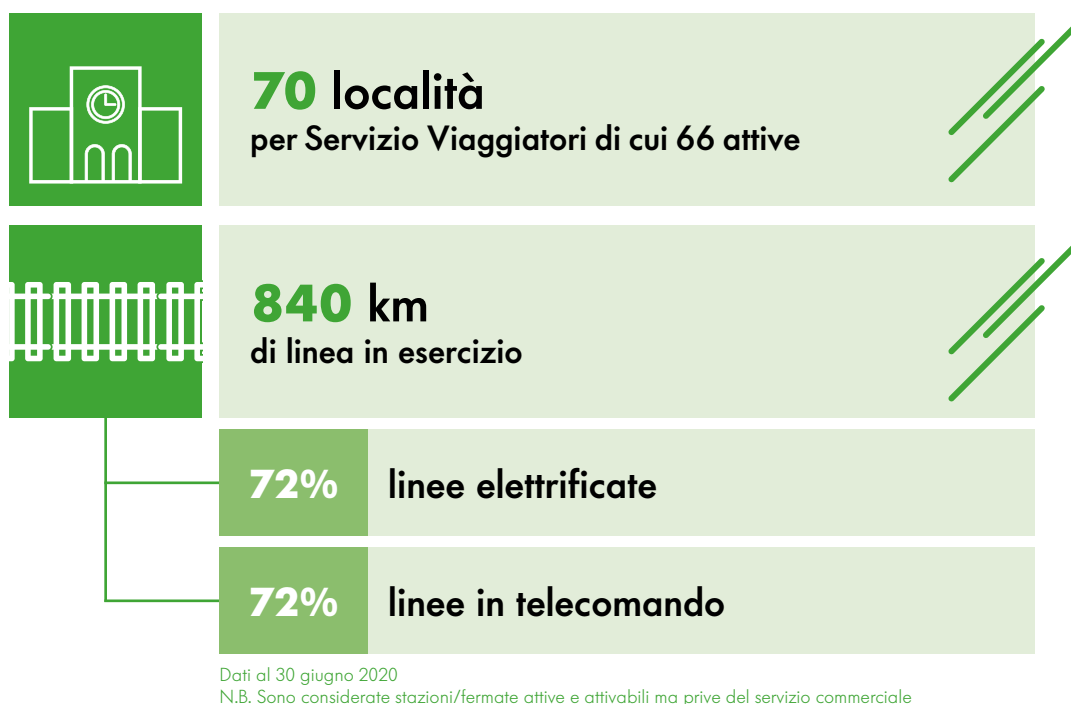 70 località
per Servizio Viaggiatori di cui 66 attive
840 km
di linea in esercizio
72% linee elettrificate
72% linee in telecomando
Dati al 30 giugno 2020
N.B. Sono considerate stazioni/fermate attive e attivabili ma prive del servizio commerciale